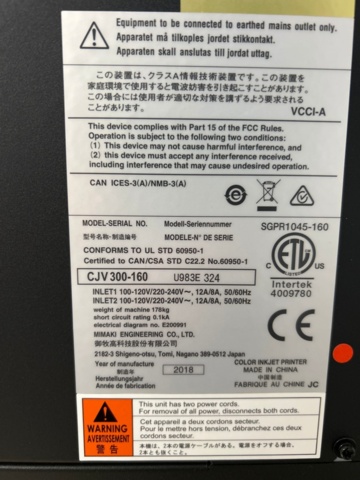 Equipment to be connected to earthed mains outlet only.
Apparatet må tilkoples jordet stikkontakt.
Apparaten skall anslutas till jordat uttag.
この装置は、クラスA情報技術装置です。この装置を
家庭環境で使用すると電波妨害を引き起こすことがあります。
この場合には使用者が適切な対策を講ずるよう要求される
ことがあります。
VCCI-A
This device complies with Part 15 of the FCC Rules.
Operation is subject to the following two conditions:
(1) This device may not cause harmful interference, and
(2) this device must accept any interference received,
including interference that may cause undesired operation.
CAN ICES-3(A)/NMB-3(A)
MODEL-SERIAL NO. Modell-Seriennummer
型号名称·制造编号 MODELE-N° DE SERIE
SGPR1045-160
CONFORMS TO UL STD 60950-1
Certified to CAN/CSA STD C22.2 No.60950-1
CJV300-160 U983E 324
ETL
Intertek
4009780
INLET1 100-120V/220-240V~, 12A/8A, 50/60Hz
INLET2 100-120V/220-240V~, 12A/8A, 50/60Hz
weight of machine 178kg
short circuit rating 0.1kA
electrical diagram no. E200991
MIMAKI ENGINEERING CO., LTD.
御牧高科技股份有限公司
2182-3 Shigeno-otsu, Tomi, Nagano 389-0512 Japan
Year of manufacture
制造年
Herstellungsjahr
Année de fabrication
2018
COLOR INKJET PRINTER
MADE IN CHINA
中国制造
FABRIQUE AU CHINE JC
WARNING
AVERTISSEMENT
警告
This unit has two power cords.
For removal of all power, disconnects both cords.
Cet appareil a deux cordons secteur.
Pour le mettre hors tension, débranchez ces deux
cordons secteur.
本機は、2本の電源ケーブルがある。電源をOFFする場合、
2本とも抜くこと。